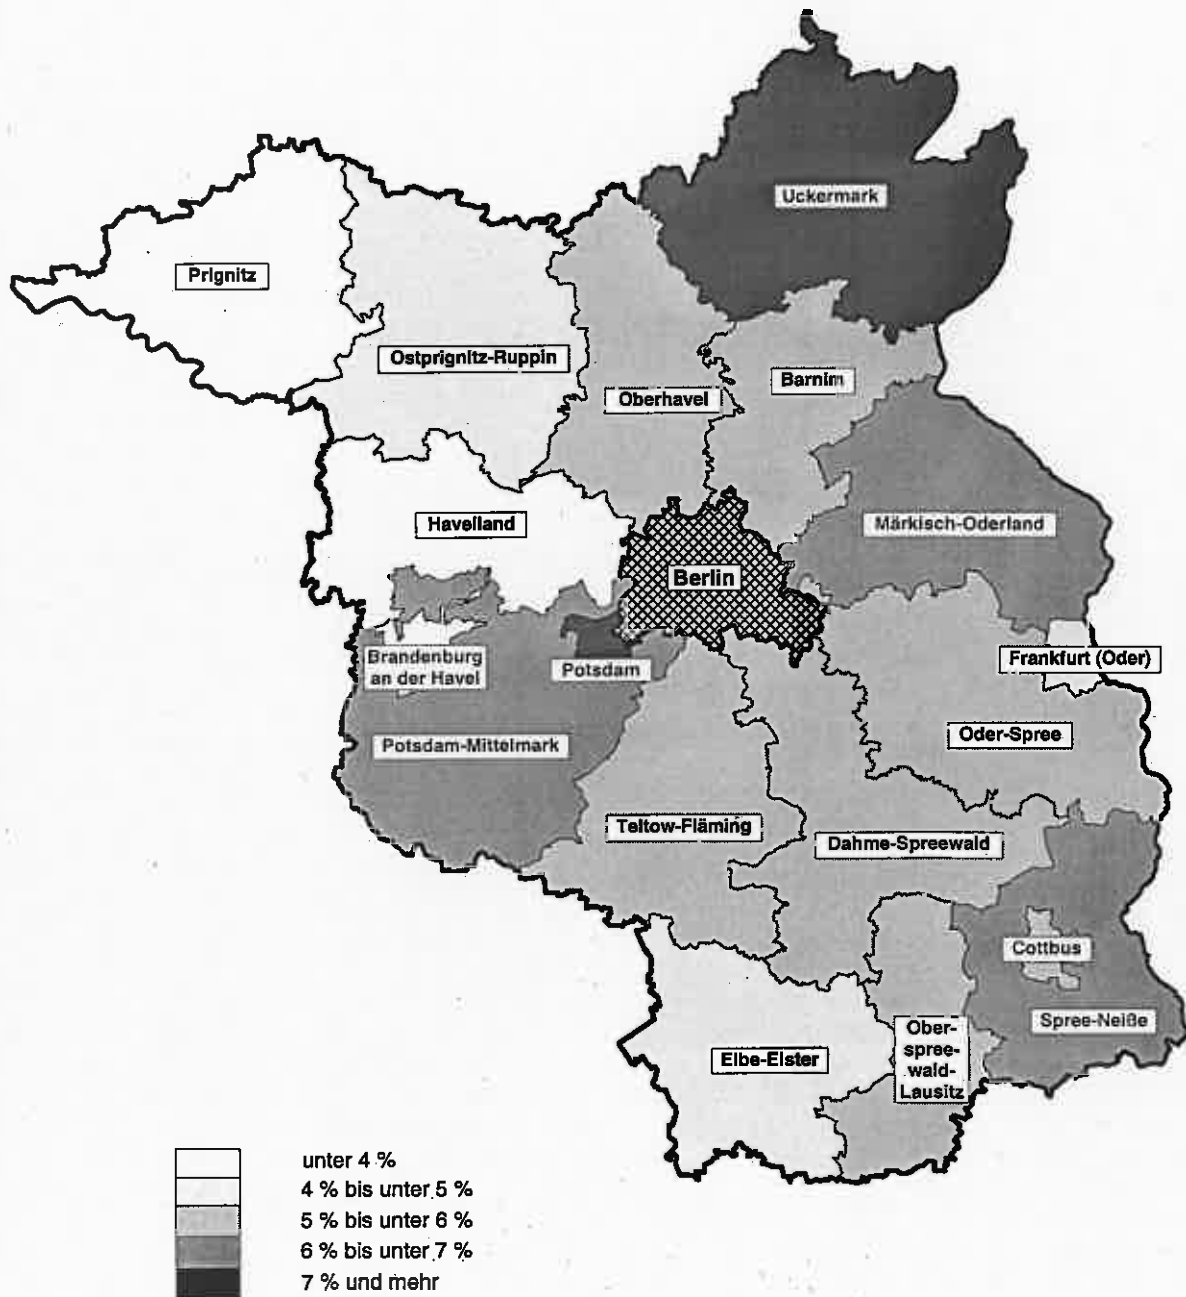 Uckermark
Prignitz
Ostprignitz-Ruppin
Oberhavel
Barnim
Havelland
Märkisch-Oderland
Berlin
Brandenburg
an der Havel
Potsdam
Frankfurt (Oder)
Potsdam-Mittelmark
Oder-Spree
Teltow-Fläming
Dahme-Spreewald
Cottbus
Spree-Neiße
Elbe-Elster
Ober-
spree-
wald-
Lausitz
unter 4 %
4 % bis unter 5 %
5 % bis unter 6 %
6 % bis unter 7 %
7 % und mehr